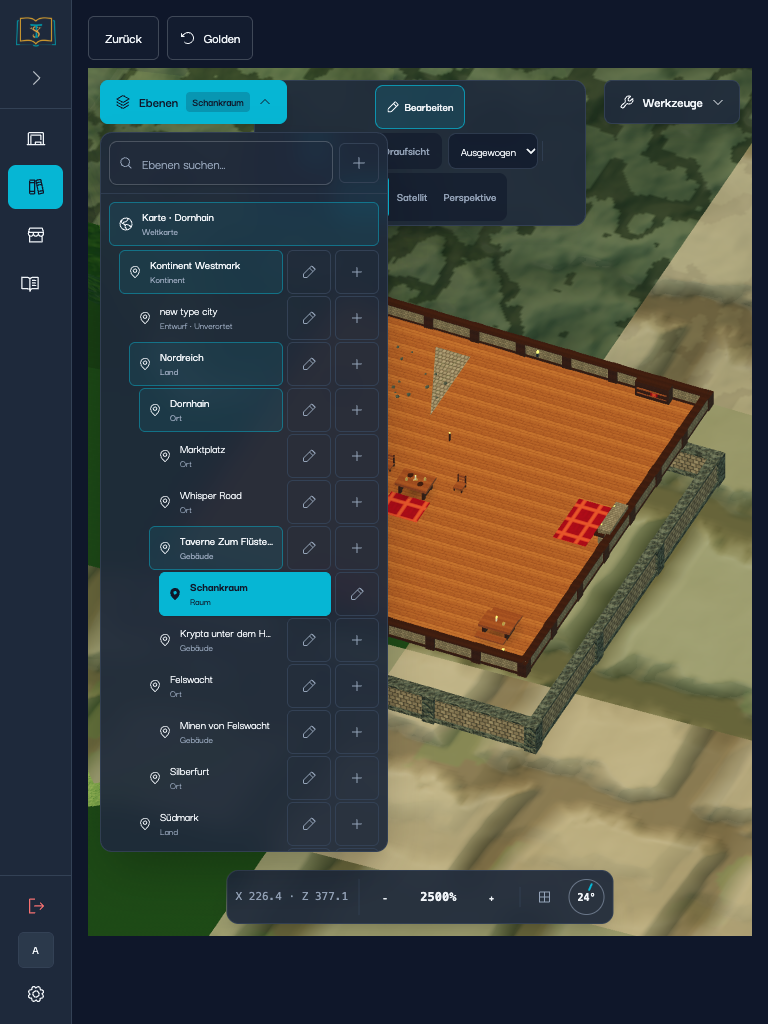 Zurück
Golden
Ebenen
Schankraum
Bearbeiten
Werkzeuge
Ausgewogen
Satellit
Perspektive
Ebenen suchen...
Karte · Dornhain
Weltkarte
Kontinent Westmark
Kontinent
new type city
Entwurf · Unverortet
Nordreich
Land
Dornhain
Ort
Marktplatz
Ort
Whisper Road
Ort
Taverne Zum Flüste...
Gebäude
Schankraum
Raum
Krypta unter dem H...
Gebäude
Felswacht
Ort
Minen von Felswacht
Gebäude
Silberfurt
Ort
Südmark
Land
X 226.4 · Z 377.1
-
2500%
+
24°
A